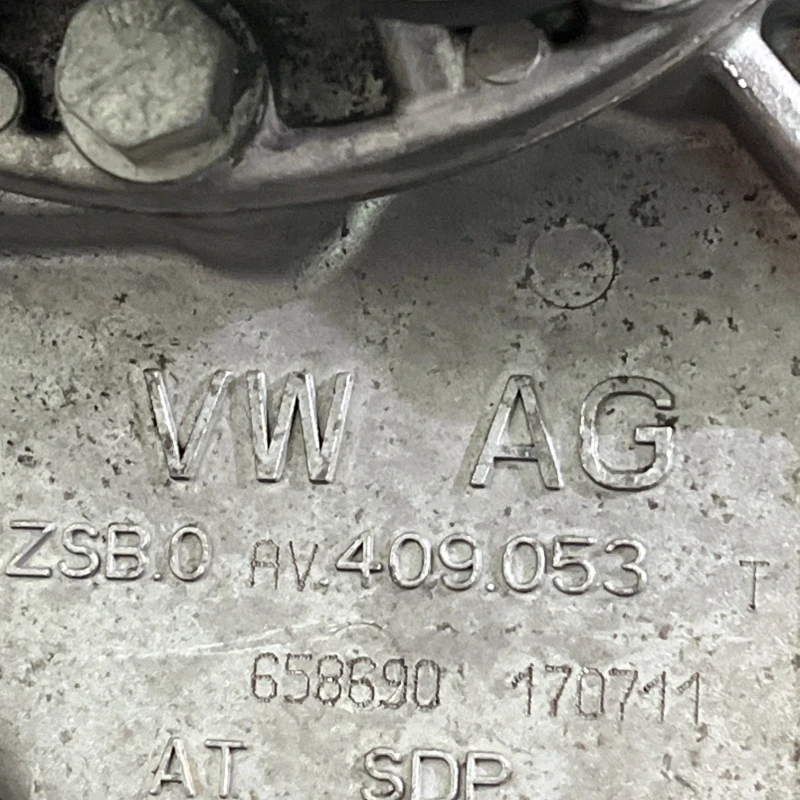 VW AG
ZSB.0 AV.409.053 T
658690 170711
AT SDP